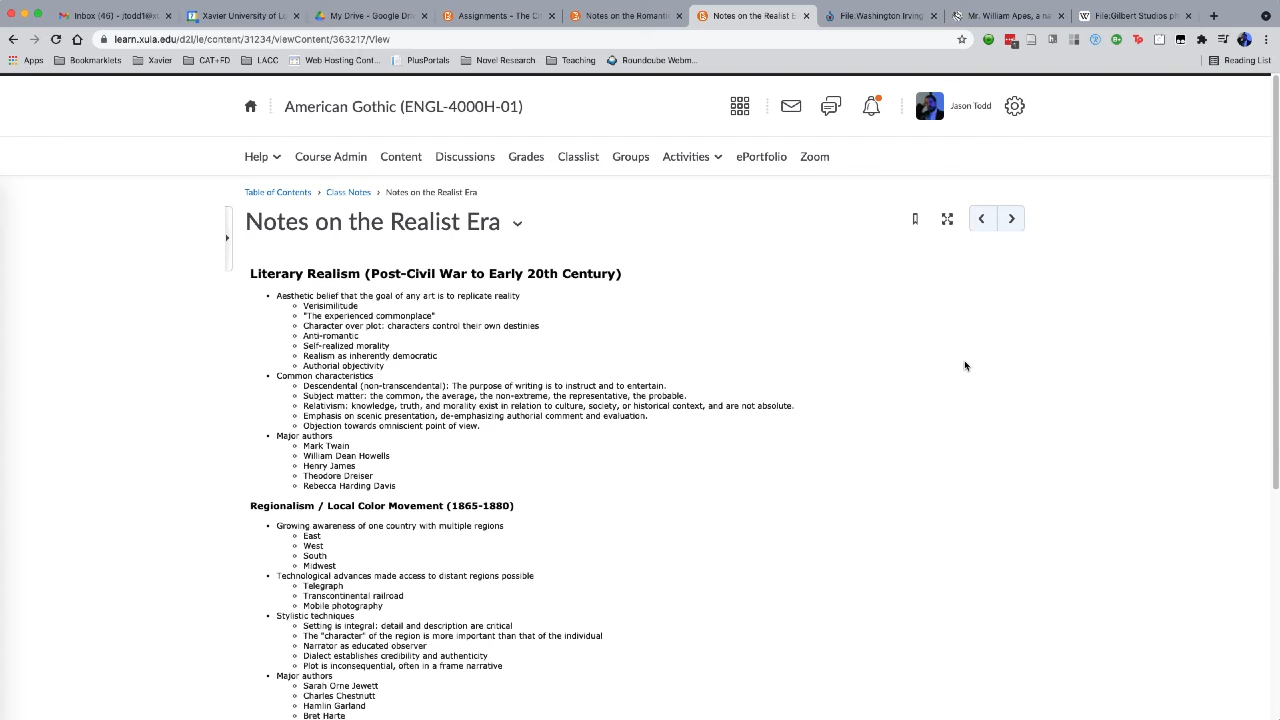 Inbox (46) - jtodd1@x
Xavier University of Lo
My Drive - Google Dri
Assignments - The Ci
Notes on the Romanti
Notes on the Realist E
File:Washington Irving
Mr. William Apes, a na
File:Gilbert Studios ph
learn.xula.edu/d2l/le/content/31234/viewContent/363217/View
Apps
Bookmarklets
Xavier
CAT+FD
LACC
Web Hosting Cont...
PlusPortals
Novel Research
Teaching
Roundcube Webm...
Reading List
American Gothic (ENGL-4000H-01)
Jason Todd
Help
Course Admin
Content
Discussions
Grades
Classlist
Groups
Activities
ePortfolio
Zoom
Table of Contents › Class Notes › Notes on the Realist Era
Notes on the Realist Era
Literary Realism (Post-Civil War to Early 20th Century)
Aesthetic belief that the goal of any art is to replicate reality
Verisimilitude
"The experienced commonplace"
Character over plot: characters control their own destinies
Anti-romantic
Self-realized morality
Realism as inherently democratic
Authorial objectivity
Common characteristics
Descendental (non-transcendental): The purpose of writing is to instruct and to entertain.
Subject matter: the common, the average, the non-extreme, the representative, the probable.
Relativism: knowledge, truth, and morality exist in relation to culture, society, or historical context, and are not absolute.
Emphasis on scenic presentation, de-emphasizing authorial comment and evaluation.
Objection towards omniscient point of view.
Major authors
Mark Twain
William Dean Howells
Henry James
Theodore Dreiser
Rebecca Harding Davis
Regionalism / Local Color Movement (1865-1880)
Growing awareness of one country with multiple regions
East
West
South
Midwest
Technological advances made access to distant regions possible
Telegraph
Transcontinental railroad
Mobile photography
Stylistic techniques
Setting is integral: detail and description are critical
The "character" of the region is more important than that of the individual
Narrator as educated observer
Dialect establishes credibility and authenticity
Plot is inconsequential, often in a frame narrative
Major authors
Sarah Orne Jewett
Charles Chestnutt
Hamlin Garland
Bret Harte